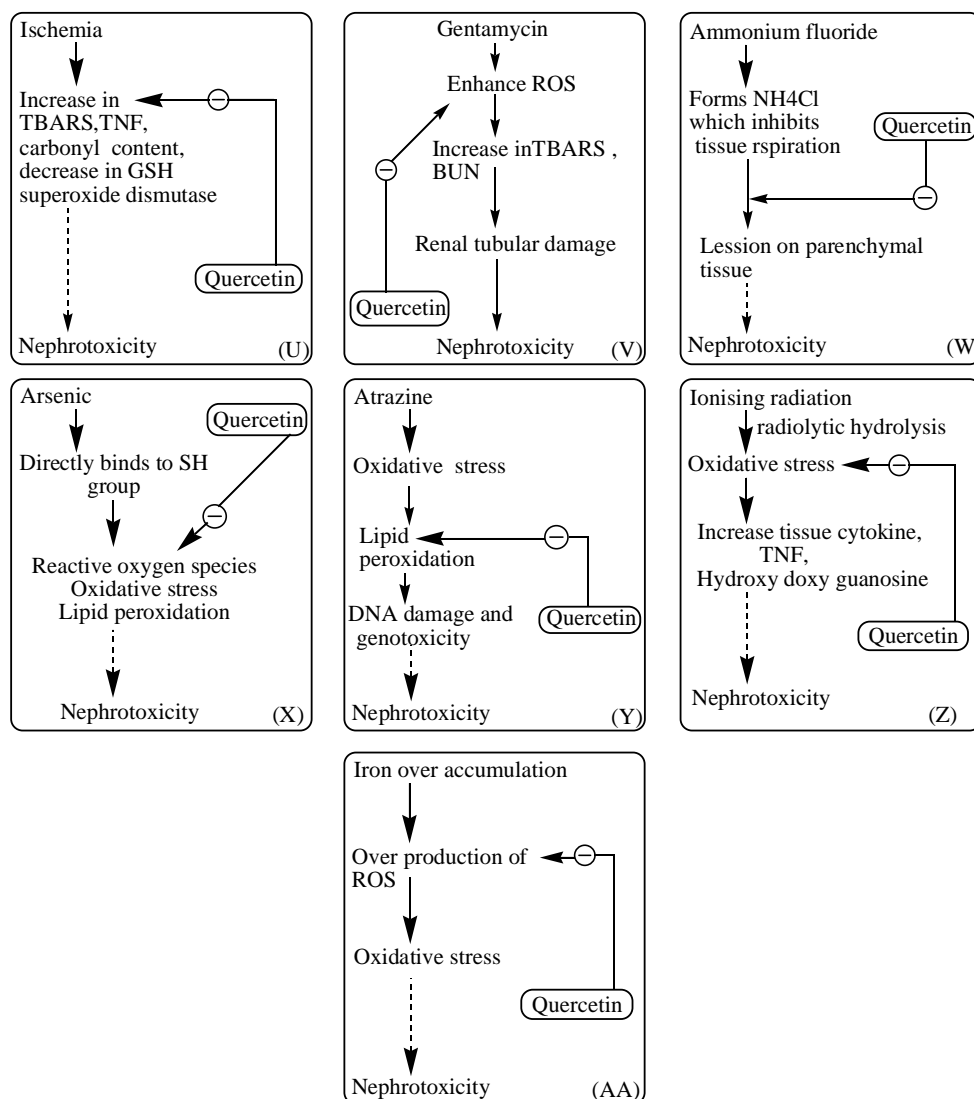 Ischemia
Increase in
TBARS,TNF,
carbonyl content,
decrease in GSH
superoxide dismutase
Quercetin
Nephrotoxicity
(U)
Gentamycin
Enhance ROS
Increase inTBARS ,
BUN
Renal tubular damage
Quercetin
Nephrotoxicity
(V)
Ammonium fluoride
Forms NH4Cl
which inhibits
tissue rspiration
Quercetin
Lession on parenchymal
tissue
Nephrotoxicity
(W)
Arsenic
Quercetin
Directly binds to SH
group
Reactive oxygen species
Oxidative stress
Lipid peroxidation
Nephrotoxicity
(X)
Atrazine
Oxidative stress
Lipid
peroxidation
DNA damage and
genotoxicity
Quercetin
Nephrotoxicity
(Y)
Ionising radiation
radiolytic hydrolysis
Oxidative stress
Increase tissue cytokine,
TNF,
Hydroxy doxy guanosine
Quercetin
Nephrotoxicity
(Z)
Iron over accumulation
Over production of
ROS
Oxidative stress
Quercetin
Nephrotoxicity
(AA)